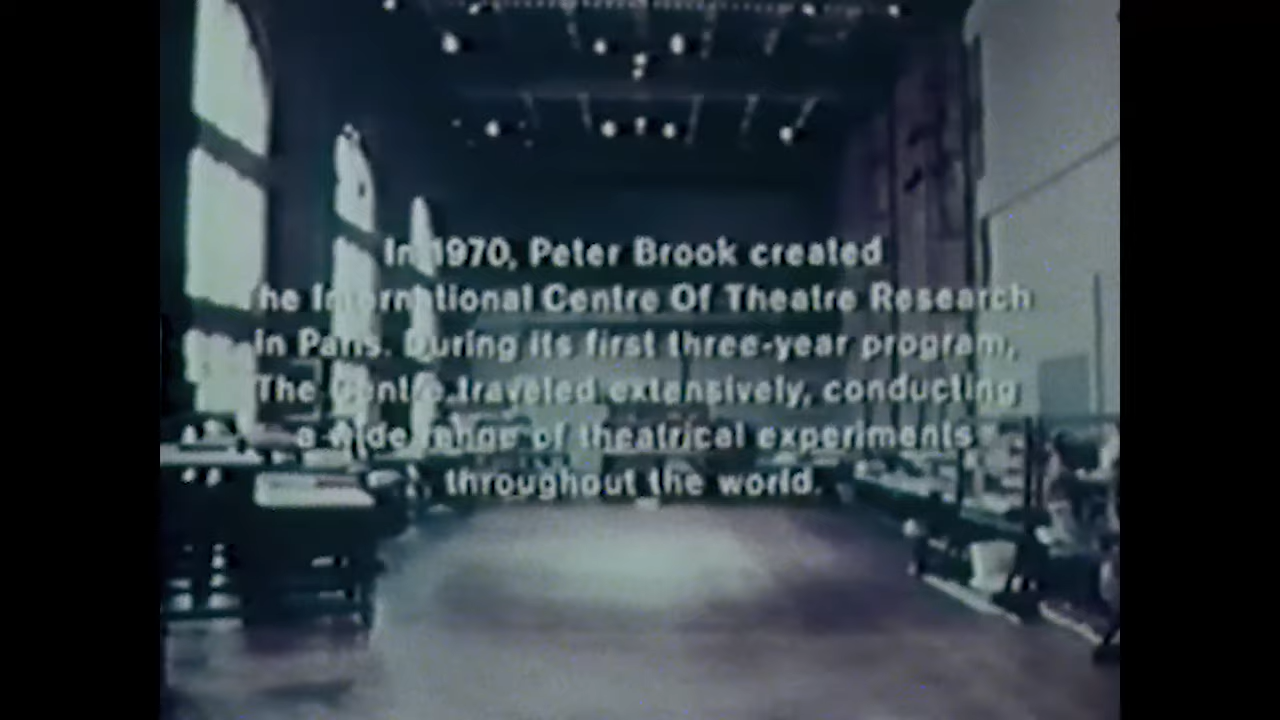 In 1970, Peter Brook created
The International Centre Of Theatre Research
in Paris. During its first three-year program,
The Centre traveled extensively, conducting
a wide range of theatrical experiments
throughout the world.